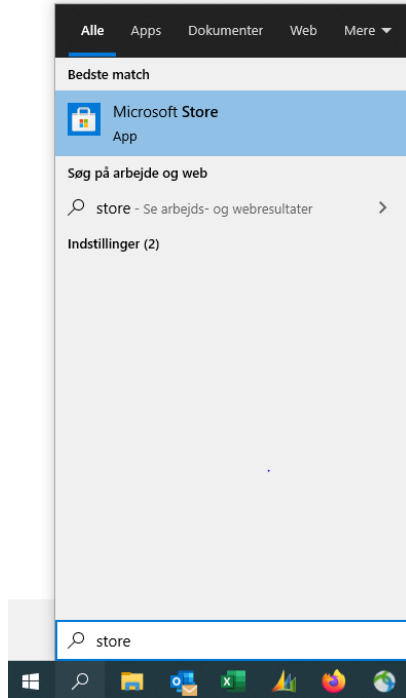 Alle Apps Dokumenter Web Mere
Bedste match
Microsoft Store
App
Søg på arbejde og web
store - Se arbejds- og webresultater
Indstillinger (2)
store